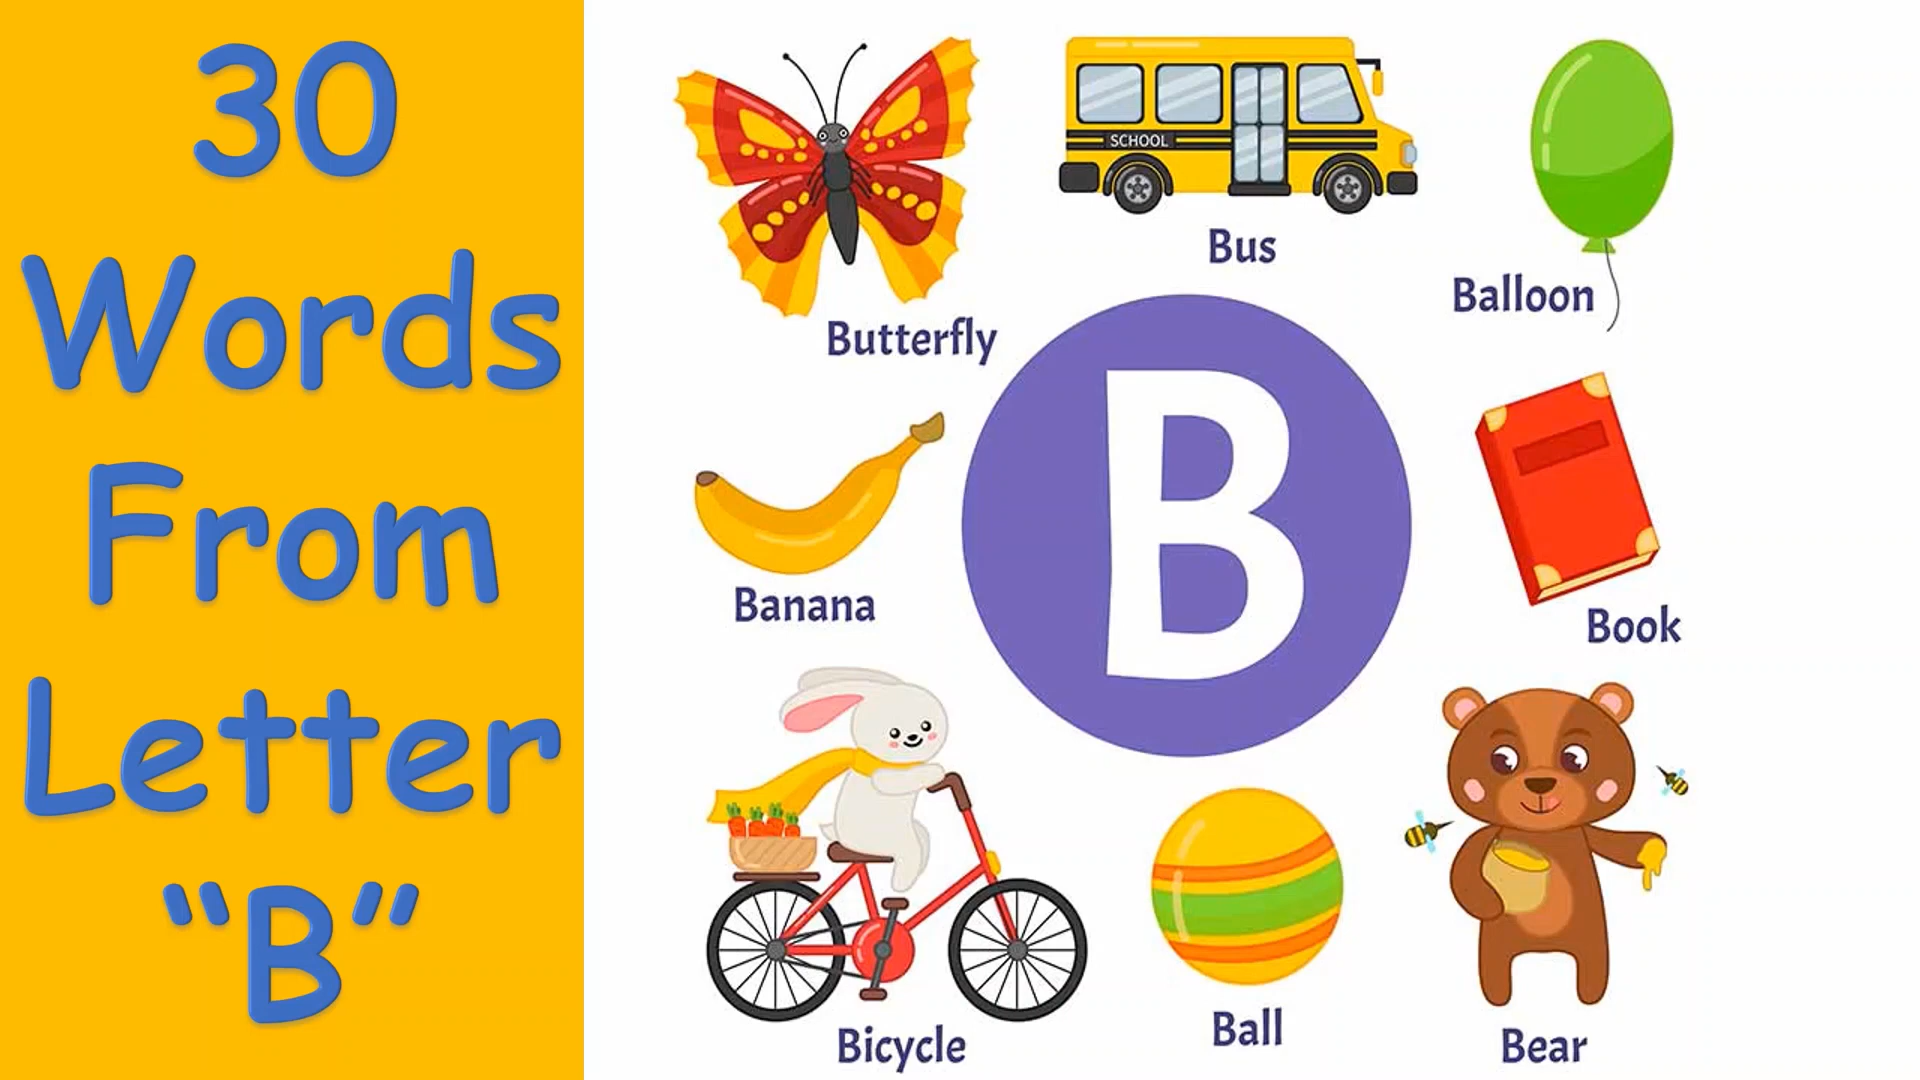 30
Words
From
Letter
“B”
SCHOOL
Bus
Balloon
Butterfly
B
Banana
Book
Bicycle
Ball
Bear